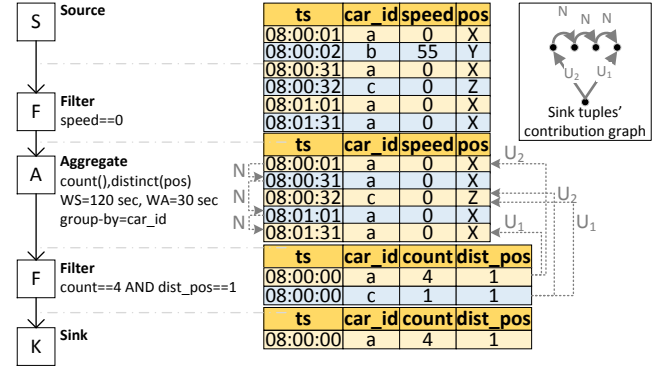 S
Source
F
Filter
speed==0
A
Aggregate
count(),distinct(pos)
WS=120 sec, WA=30 sec
group-by=car_id
F
Filter
count==4 AND dist_pos==1
K
Sink
ts car_id speed pos
08:00:01 a 0 X
08:00:02 b 55 Y
08:00:31 a 0 X
08:00:32 c 0 Z
08:01:01 a 0 X
08:01:31 a 0 X
ts car_id speed pos
08:00:01 a 0 X
08:00:31 a 0 X
08:00:32 c 0 Z
08:01:01 a 0 X
08:01:31 a 0 X
N
N
N
U2
U2
U1
U1
ts car_id count dist_pos
08:00:00 a 4 1
08:00:00 c 1 1
ts car_id count dist_pos
08:00:00 a 4 1
N N N
U2 U1
Sink tuples'
contribution graph